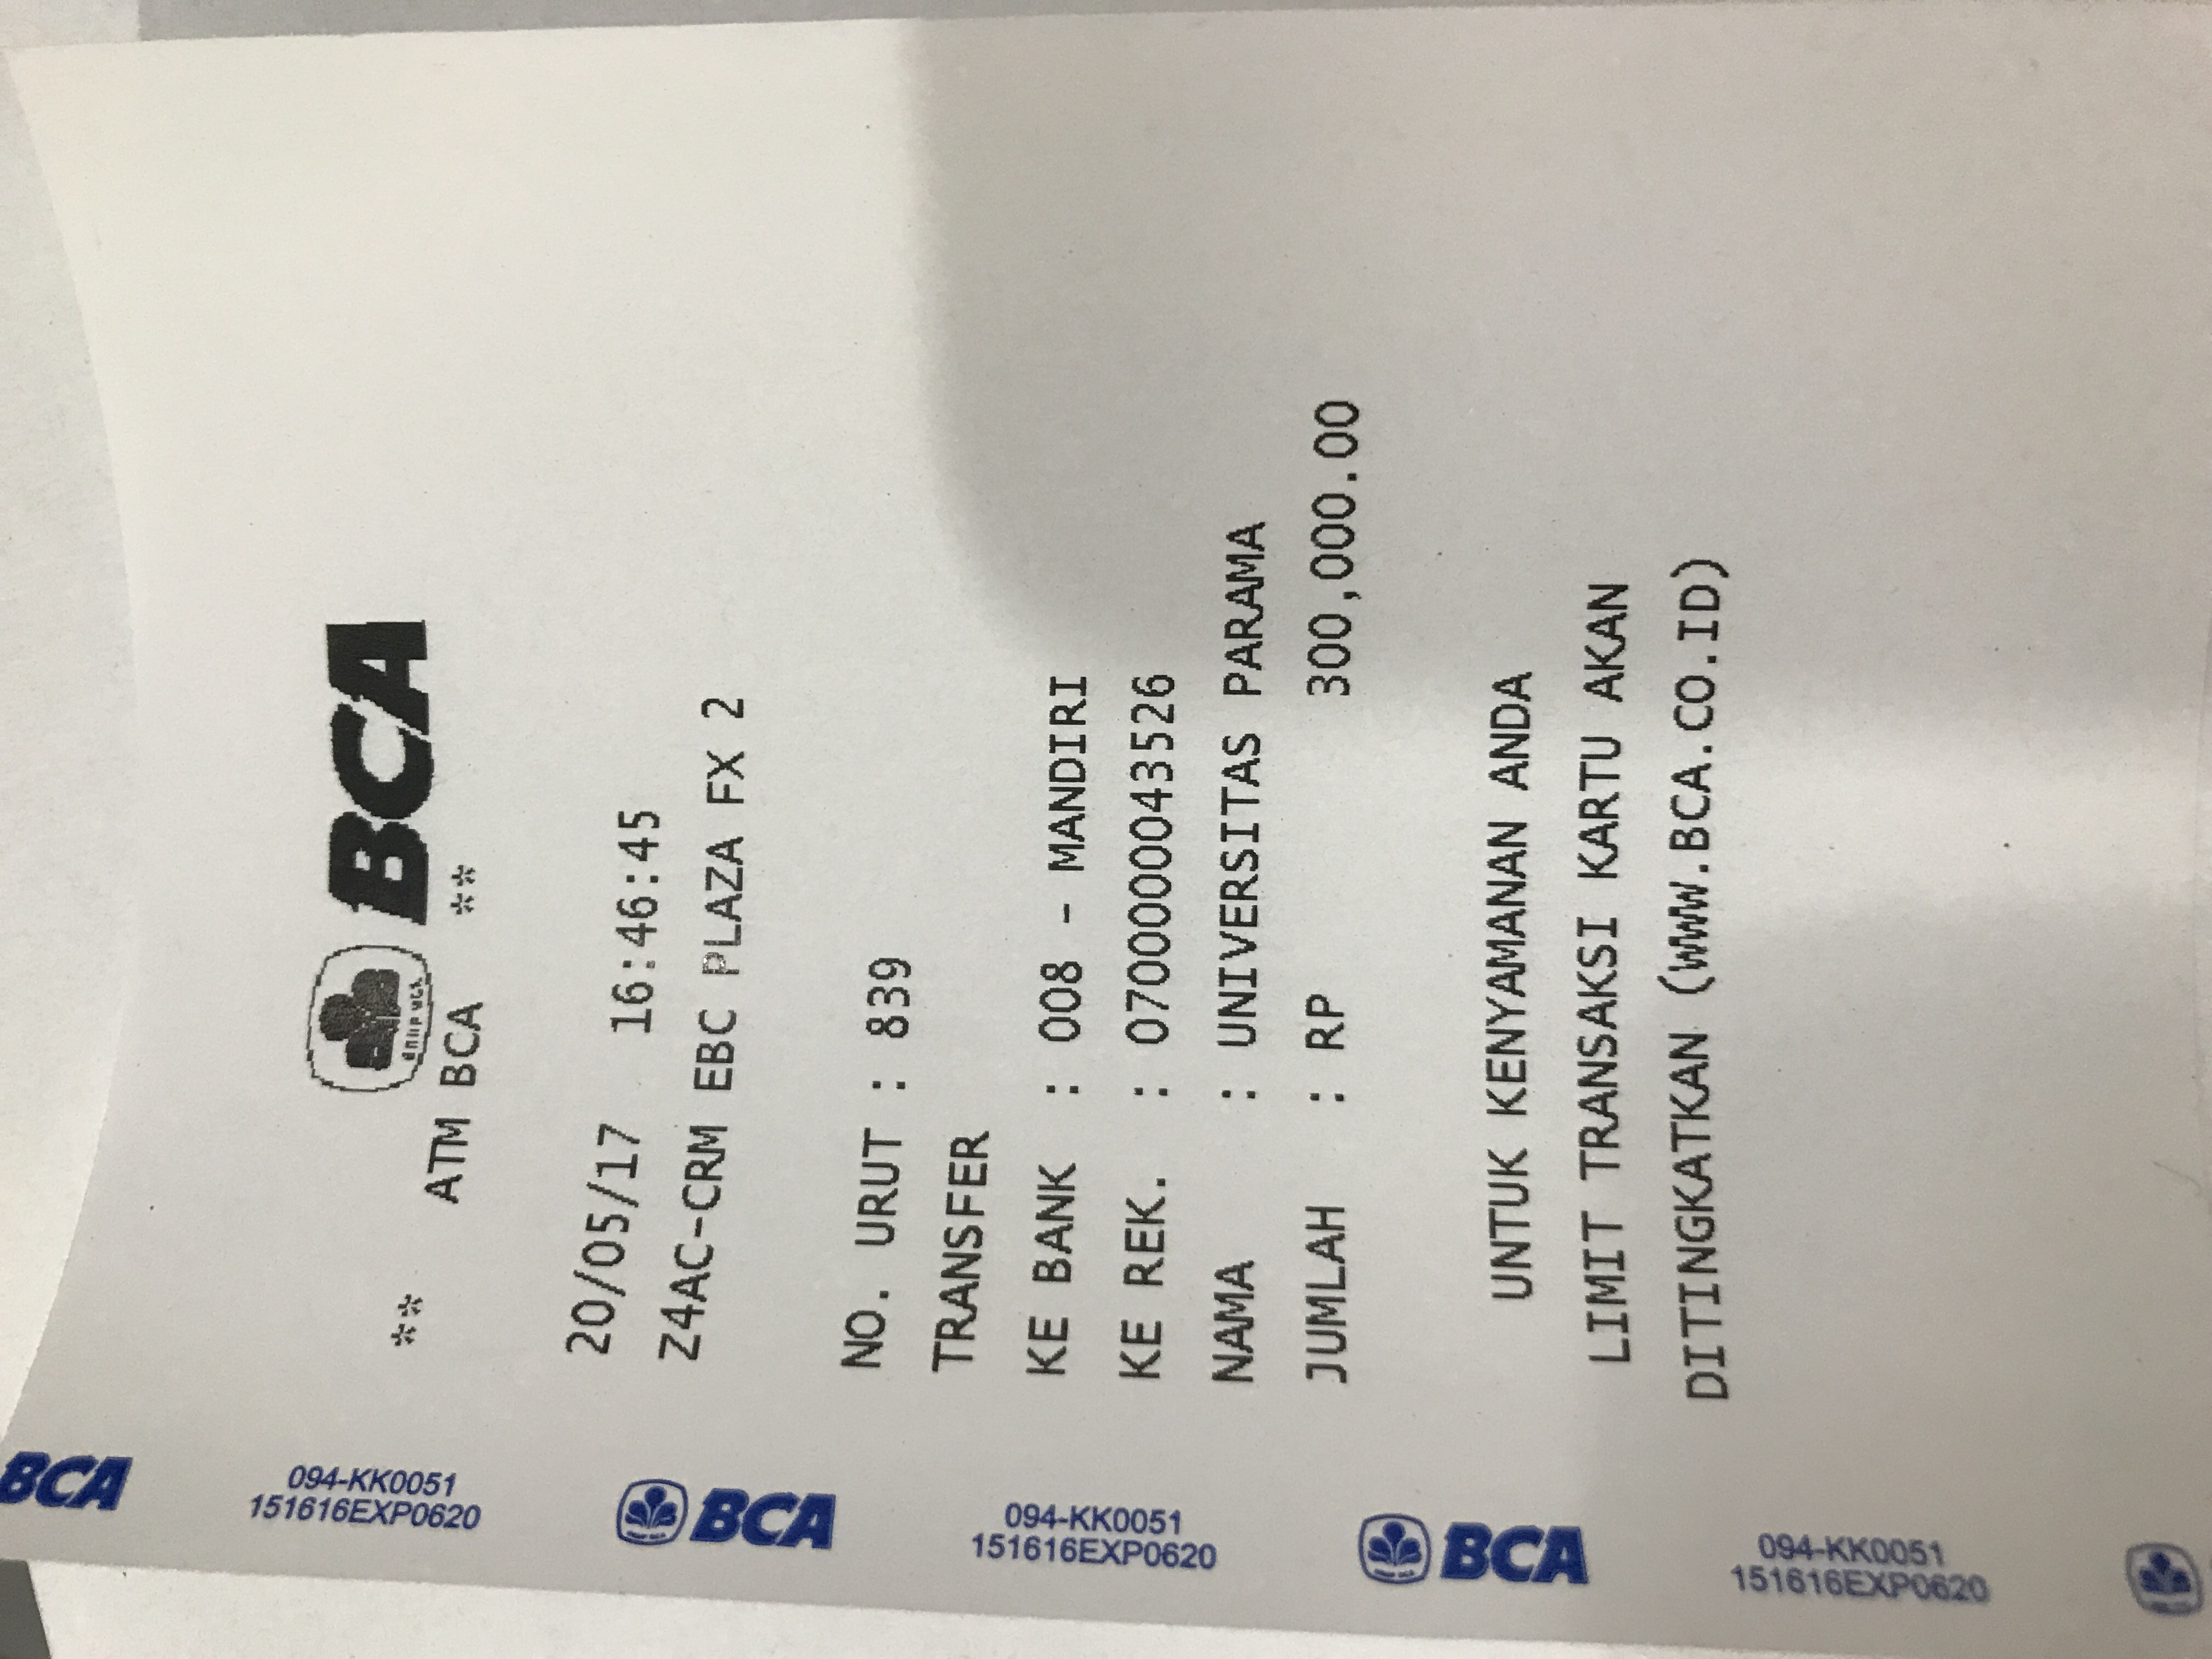 BCA
** ATM BCA **
20/05/17 16:46:45
Z4AC-CRM EBC PLAZA FX 2
NO. URUT : 839
TRANSFER
KE BANK : 008 - MANDIRI
KE REK. : 0700000043526
NAMA : UNIVERSITAS PARAMA
JUMLAH : RP 300,000.00
UNTUK KENYAMANAN ANDA
LIMIT TRANSAKSI KARTU AKAN
DITINGKATKAN (WWW.BCA.CO.ID)
BCA
094-KK0051
151616EXP0620
BCA
094-KK0051
151616EXP0620
BCA
094-KK0051
151616EXP0620